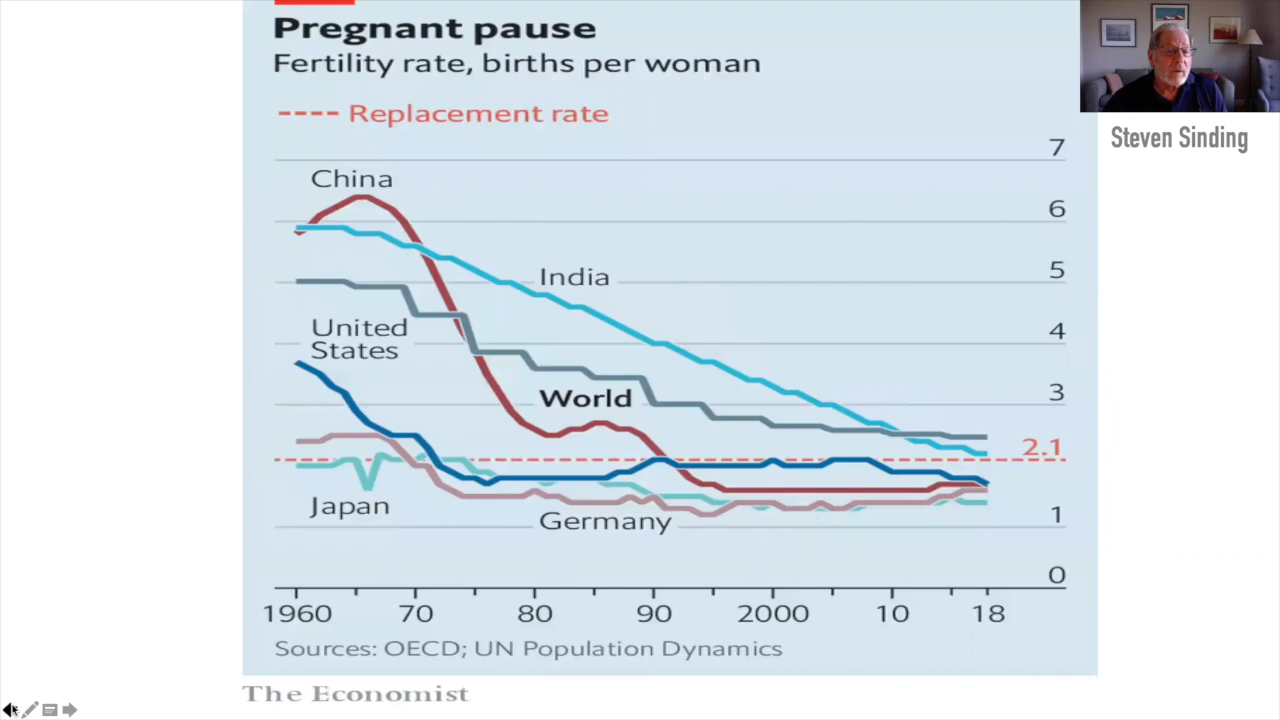 Pregnant pause
Fertility rate, births per woman
Replacement rate
Steven Sinding
7
China
6
India
5
United
States
4
World
3
2.1
Japan
Germany
1
0
1960 70 80 90 2000 10 18
Sources: OECD; UN Population Dynamics
The Economist